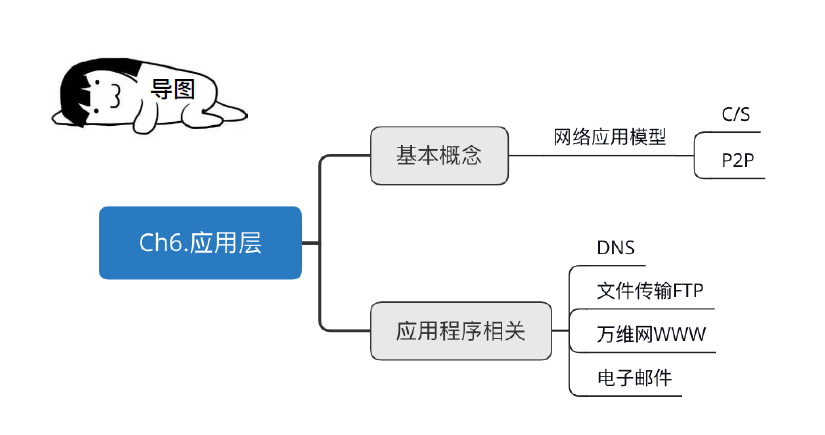 导图
Ch6.应用层
基本概念
网络应用模型
C/S
P2P
应用程序相关
DNS
文件传输FTP
万维网WWW
电子邮件